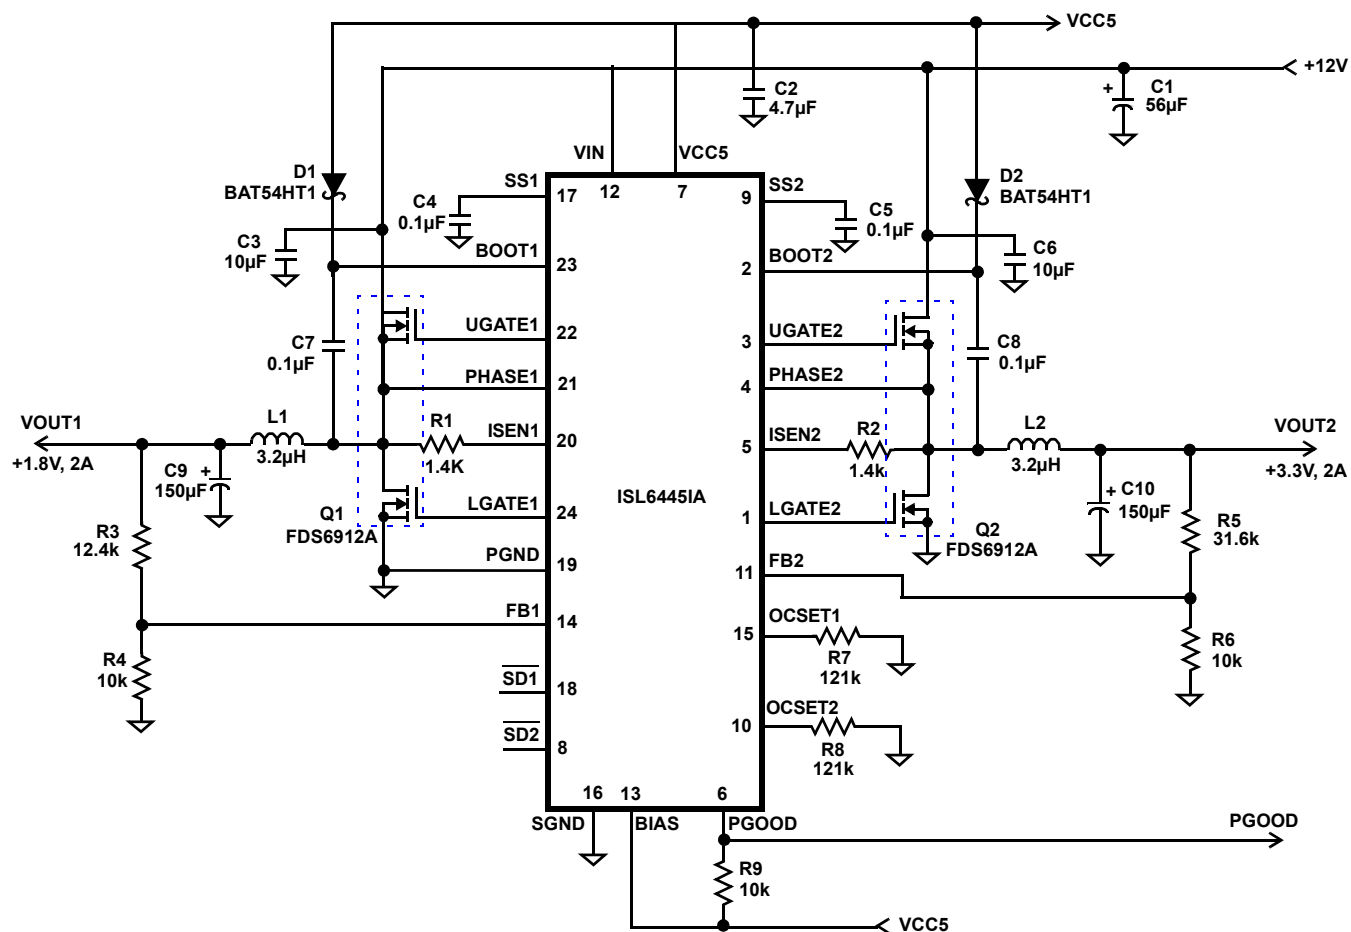 VCC5
+12V
C2
4.7µF
C1
56µF
VIN
VCC5
D1
BAT54HT1
SS1
17
12
7
9
SS2
D2
BAT54HT1
C4
0.1µF
C5
0.1µF
C3
10µF
BOOT1
23
2
BOOT2
C6
10µF
C7
0.1µF
UGATE1
22
3
UGATE2
C8
0.1µF
PHASE1
21
4
PHASE2
VOUT1
+1.8V, 2A
L1
3.2µH
R1
1.4K
ISEN1
20
5
ISEN2
R2
1.4k
L2
3.2µH
VOUT2
+3.3V, 2A
C9
+
150µF
ISL6445IA
Q1
FDS6912A
LGATE1
24
1
LGATE2
Q2
FDS6912A
+
C10
150µF
R3
12.4k
R5
31.6k
PGND
19
11
FB2
FB1
14
15
OCSET1
R7
121k
R4
10k
R6
10k
SD1
18
10
OCSET2
R8
121k
SD2
8
16
13
6
SGND
BIAS
PGOOD
PGOOD
R9
10k
VCC5
+